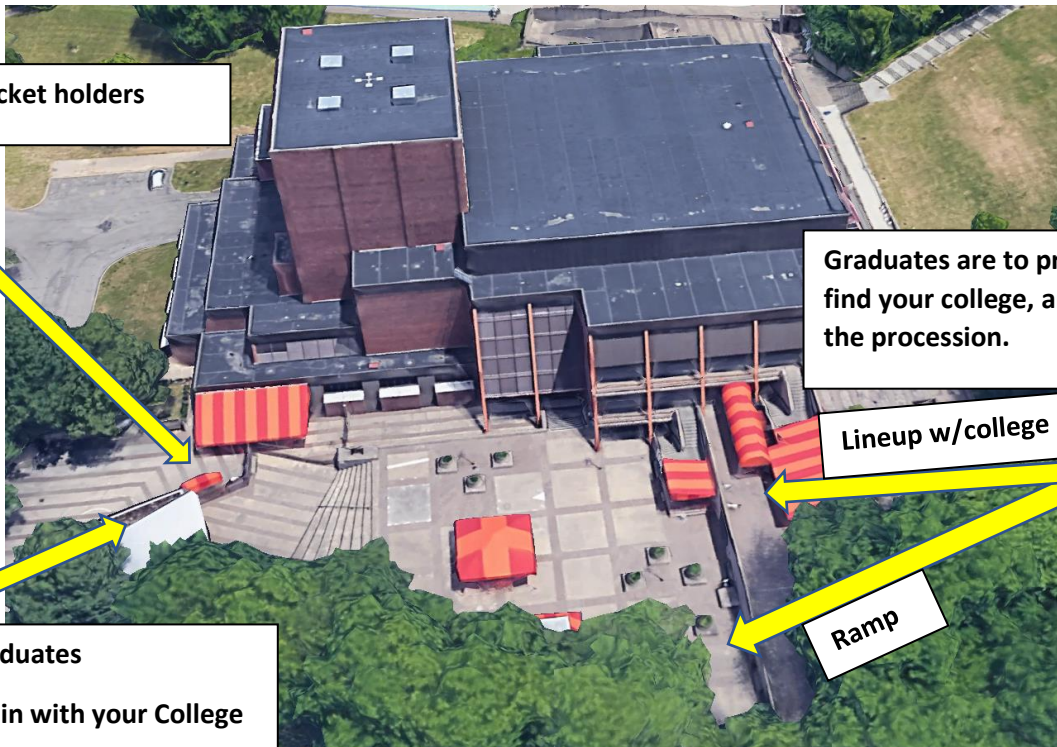 cket holders
Graduates are to pr
find your college, a
the procession.
Lineup w/college
Ramp
duates
in with your College